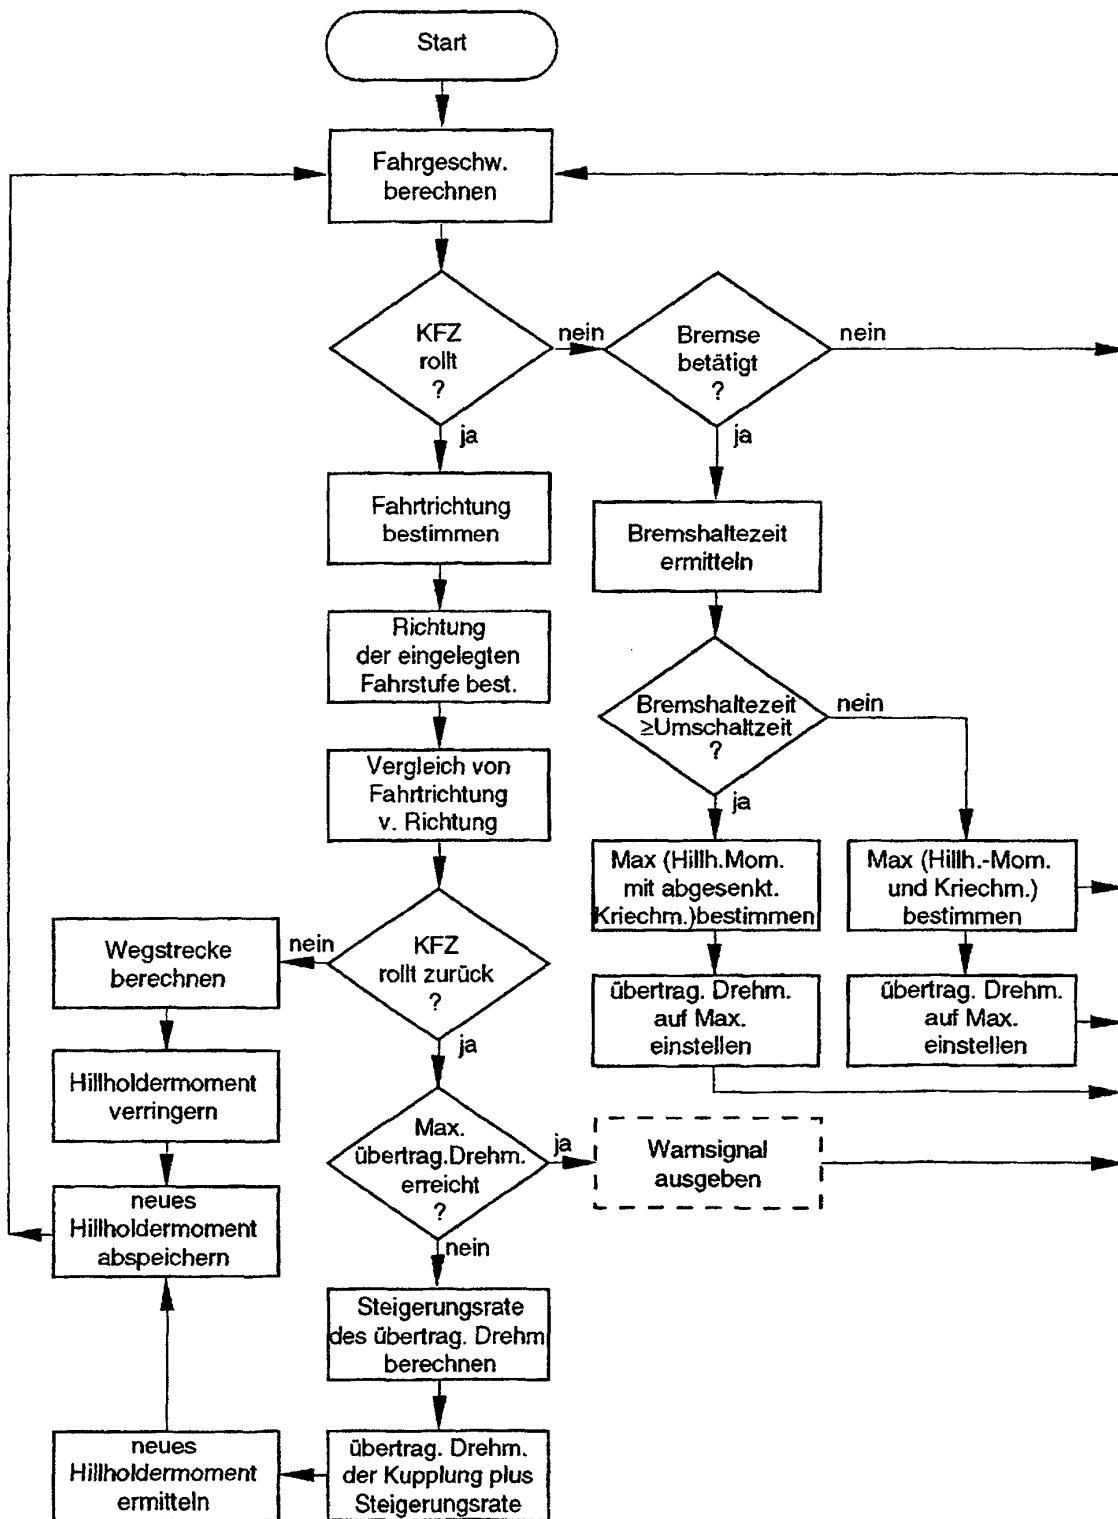 Start
Fahrgeschw.
berechnen
KFZ
rollt
?
nein
Bremse
betätigt
?
nein
ja
ja
Fahrtrichtung
bestimmen
Bremshaltezeit
ermitteln
Richtung
der eingelegten
Fahrstufe best.
Bremshaltezeit
≥Umschaltzeit
?
nein
ja
Vergleich von
Fahrtrichtung
v. Richtung
Max (Hillh.Mom.
mit abgesenkt.
Kriechm.)bestimmen
Max (Hillh.-Mom.
und Kriechm.)
bestimmen
KFZ
rollt zurück
?
nein
ja
Wegstrecke
berechnen
übertrag. Drehm.
auf Max.
einstellen
übertrag. Drehm.
auf Max.
einstellen
Hillholdermoment
verringern
Max.
übertrag.Drehm.
erreicht
?
ja
nein
Warnsignal
ausgeben
neues
Hillholdermoment
abspeichern
Steigerungsrate
des übertrag. Drehm
berechnen
übertrag. Drehm.
der Kupplung plus
Steigerungsrate
neues
Hillholdermoment
ermitteln